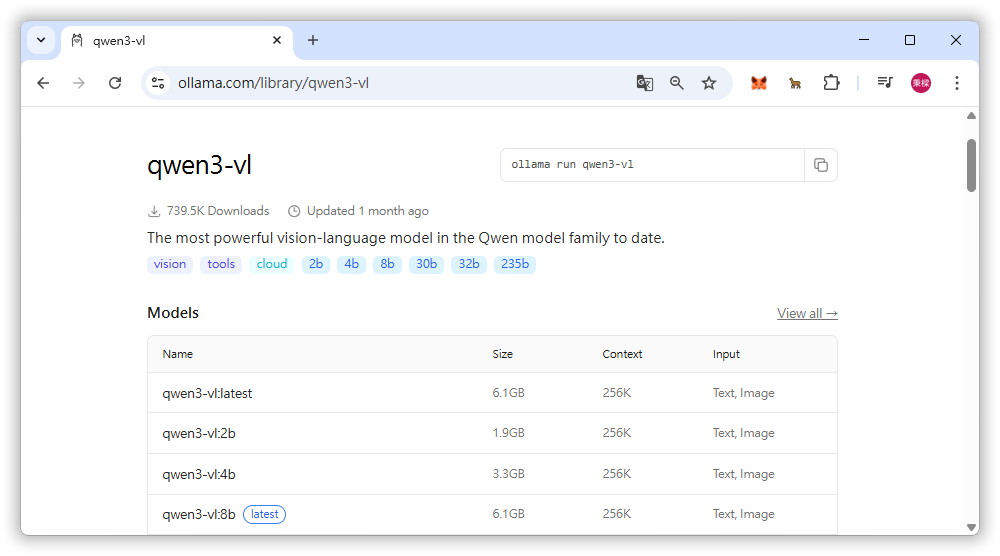 qwen3-vl
ollama.com/library/qwen3-vl
秉樑
qwen3-vl
ollama run qwen3-vl
739.5K Downloads Updated 1 month ago
The most powerful vision-language model in the Qwen model family to date.
vision tools cloud 2b 4b 8b 30b 32b 235b
Models View all →
Name Size Context Input
qwen3-vl:latest 6.1GB 256K Text, Image
qwen3-vl:2b 1.9GB 256K Text, Image
qwen3-vl:4b 3.3GB 256K Text, Image
qwen3-vl:8b latest 6.1GB 256K Text, Image